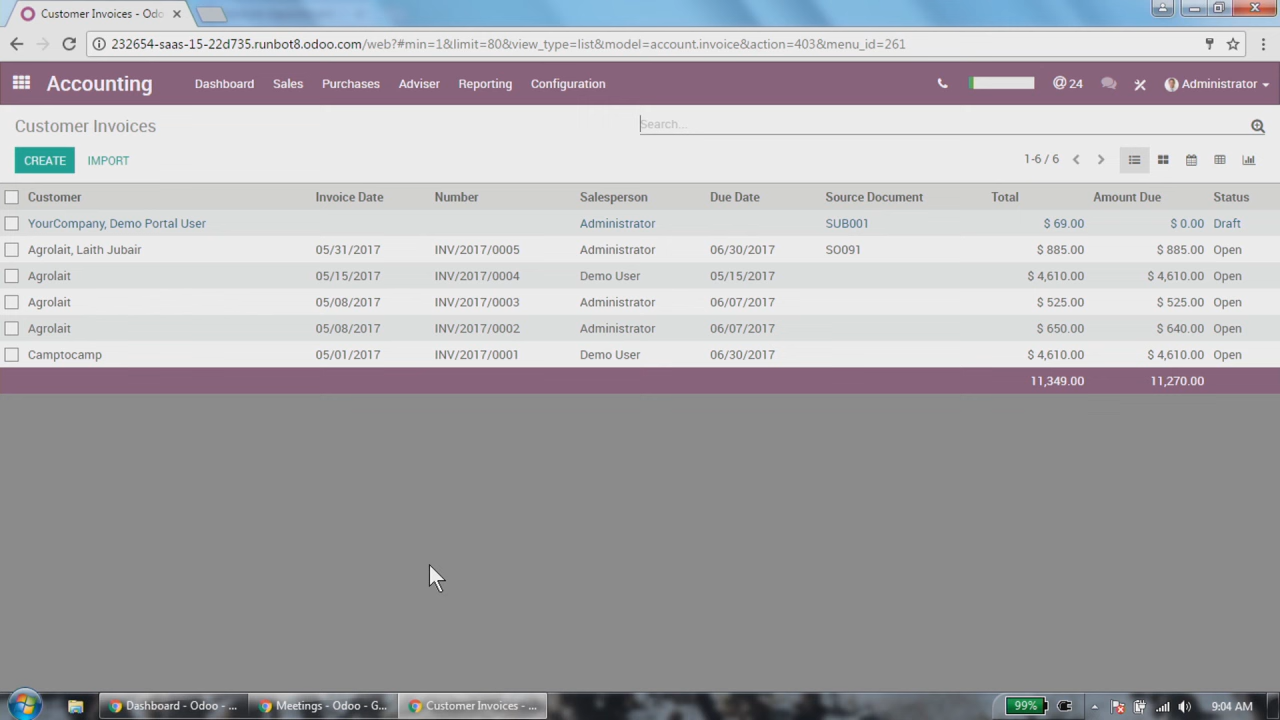 Customer Invoices - Odo
232654-saas-15-22d735.runbot8.odoo.com/web?#min=1&limit=80&view_type=list&model=account.invoice&action=403&menu_id=261
Accounting Dashboard Sales Purchases Adviser Reporting Configuration @ 24 Administrator
Customer Invoices Search...
CREATE IMPORT 1-6 / 6
Customer Invoice Date Number Salesperson Due Date Source Document Total Amount Due Status
YourCompany, Demo Portal User Administrator SUB001 $ 69.00 $ 0.00 Draft
Agrolait, Laith Jubair 05/31/2017 INV/2017/0005 Administrator 06/30/2017 SO091 $ 885.00 $ 885.00 Open
Agrolait 05/15/2017 INV/2017/0004 Demo User 05/15/2017 $ 4,610.00 $ 4,610.00 Open
Agrolait 05/08/2017 INV/2017/0003 Administrator 06/07/2017 $ 525.00 $ 525.00 Open
Agrolait 05/08/2017 INV/2017/0002 Administrator 06/07/2017 $ 650.00 $ 640.00 Open
Camptocamp 05/01/2017 INV/2017/0001 Demo User 06/30/2017 $ 4,610.00 $ 4,610.00 Open
11,349.00 11,270.00
Dashboard - Odoo - ... Meetings - Odoo - G... Customer Invoices - ... 99% 9:04 AM